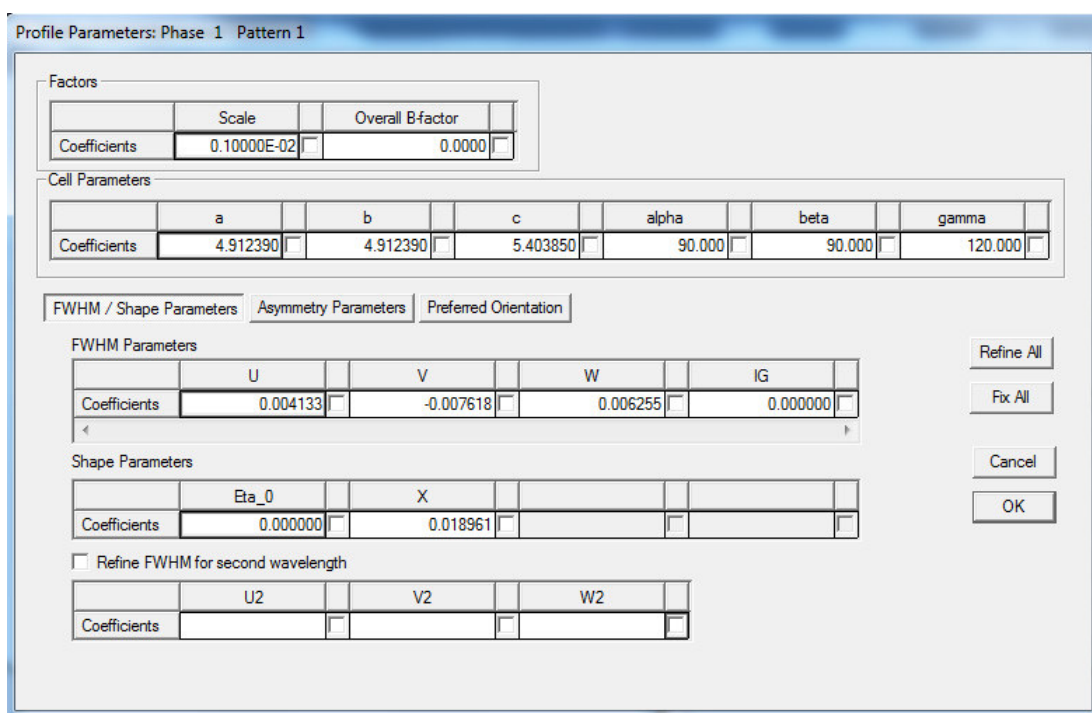 Profile Parameters: Phase 1 Pattern 1
Factors
Scale Overall B-factor
Coefficients 0.10000E-02 0.0000
Cell Parameters
a b c alpha beta gamma
Coefficients 4.912390 4.912390 5.403850 90.000 90.000 120.000
FWHM / Shape Parameters Asymmetry Parameters Preferred Orientation
FWHM Parameters
Refine All
U V W IG
Coefficients 0.004133 -0.007618 0.006255 0.000000
Fix All
Shape Parameters
Cancel
Eta_0 X
Coefficients 0.000000 0.018961
OK
Refine FWHM for second wavelength
U2 V2 W2
Coefficients